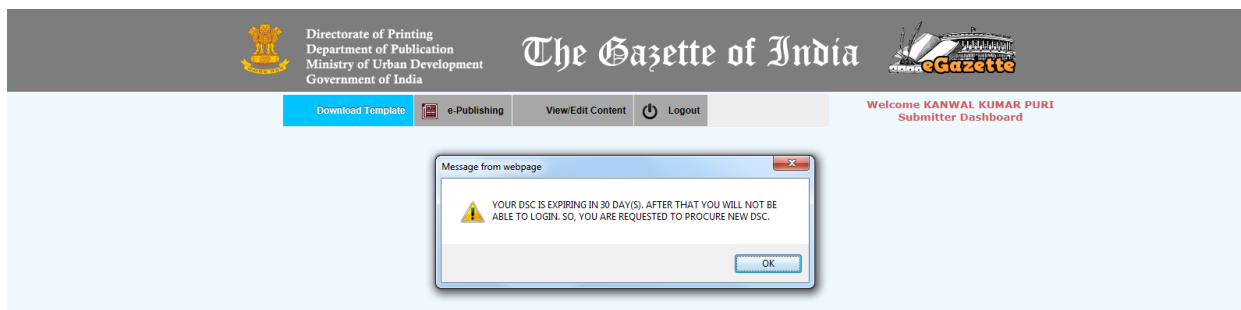 Directorate of Printing
Department of Publication
Ministry of Urban Development
Government of India
The Gazette of India
eGazette
Download Template
e-Publishing
View/Edit Content
Logout
Welcome KANWAL KUMAR PURI
Submitter Dashboard
Message from webpage
YOUR DSC IS EXPIRING IN 30 DAY(S). AFTER THAT YOU WILL NOT BE
ABLE TO LOGIN. SO, YOU ARE REQUESTED TO PROCURE NEW DSC.
OK